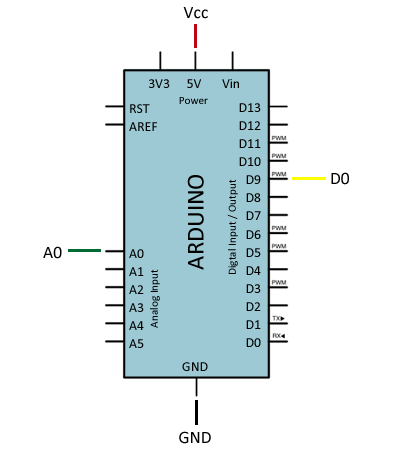 Vcc
3V3 5V Vin
Power
RST D13
AREF D12
PWM
D11
PWM
D10
PWM
D9 D0
D8
D7
PWM
D6
PWM
D5
A0 A0 D4
A1
PWM
D3
A2 D2
A3
TX▶
D1
A4
RX◀
D0
A5
ARDUINO
Digtal Input / Output
Analog Input
GND
GND